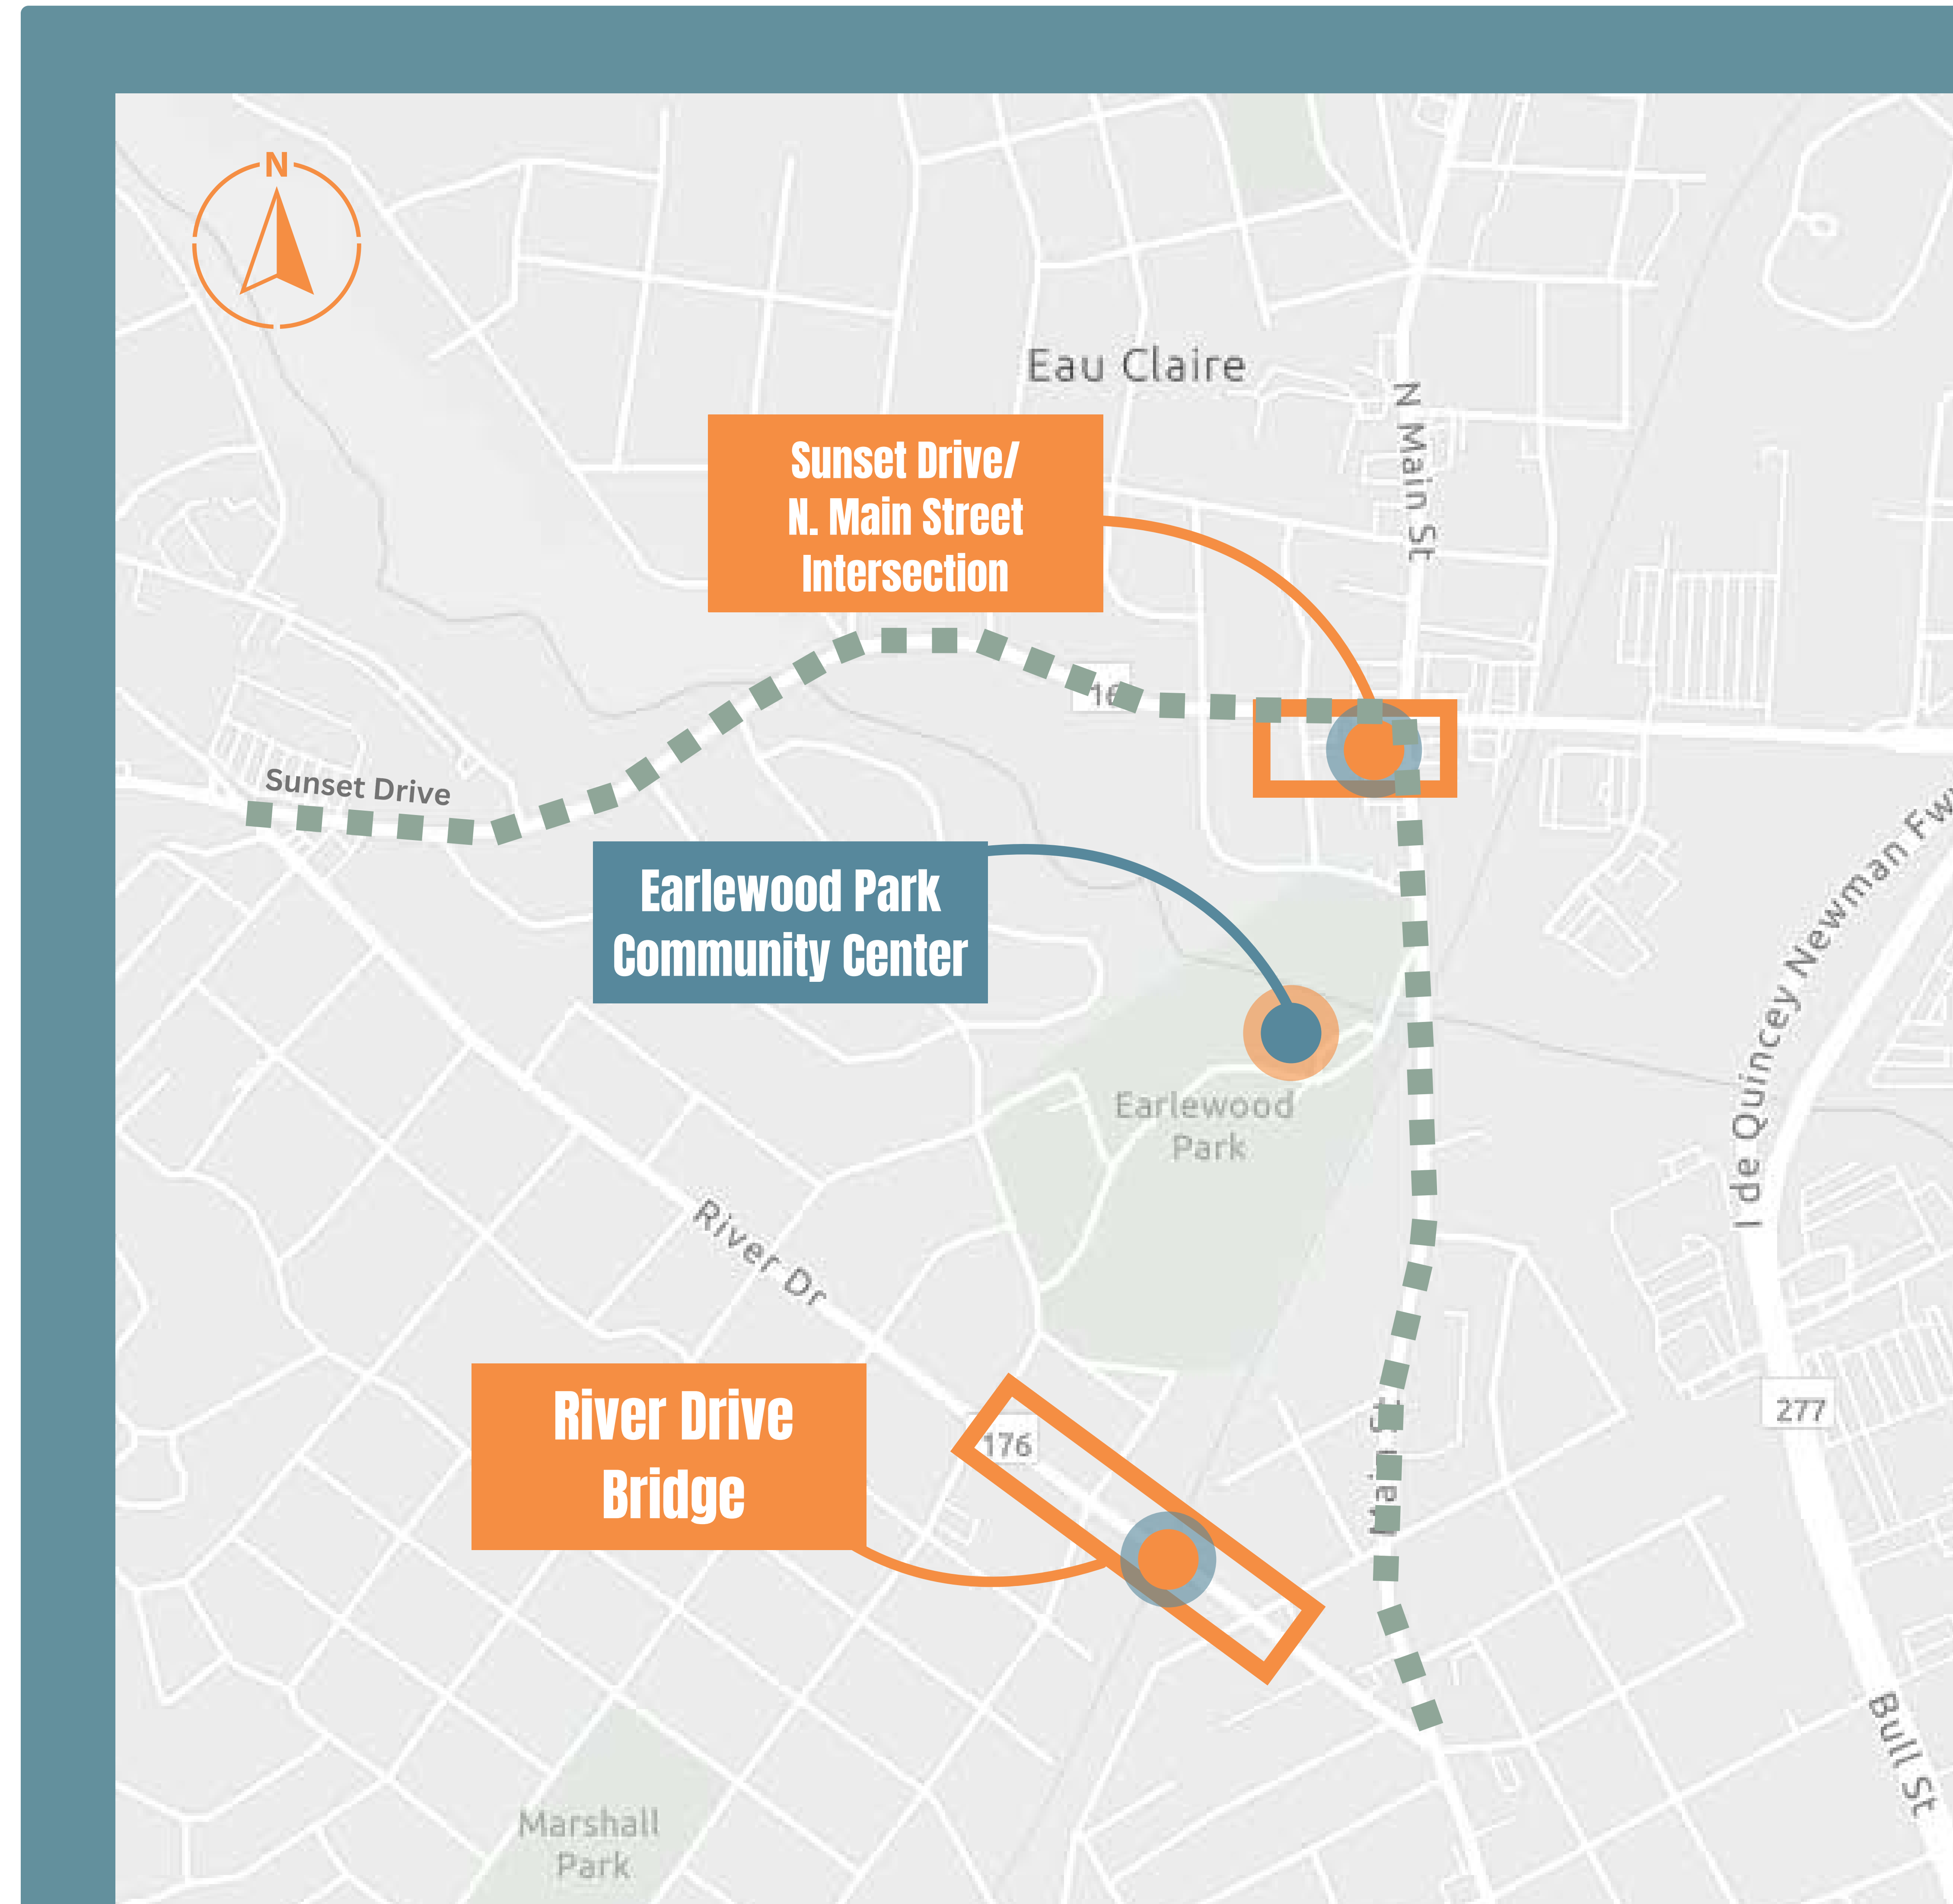 N
Eau Claire
N Main St
Sunset Drive/
N. Main Street
Intersection
16
Sunset Drive
Earlewood Park
Community Center
I de Quincey Newman Fwy
Earlewood
Park
River Dr
River Drive
Bridge
176
277
Bull St
Marshall
Park